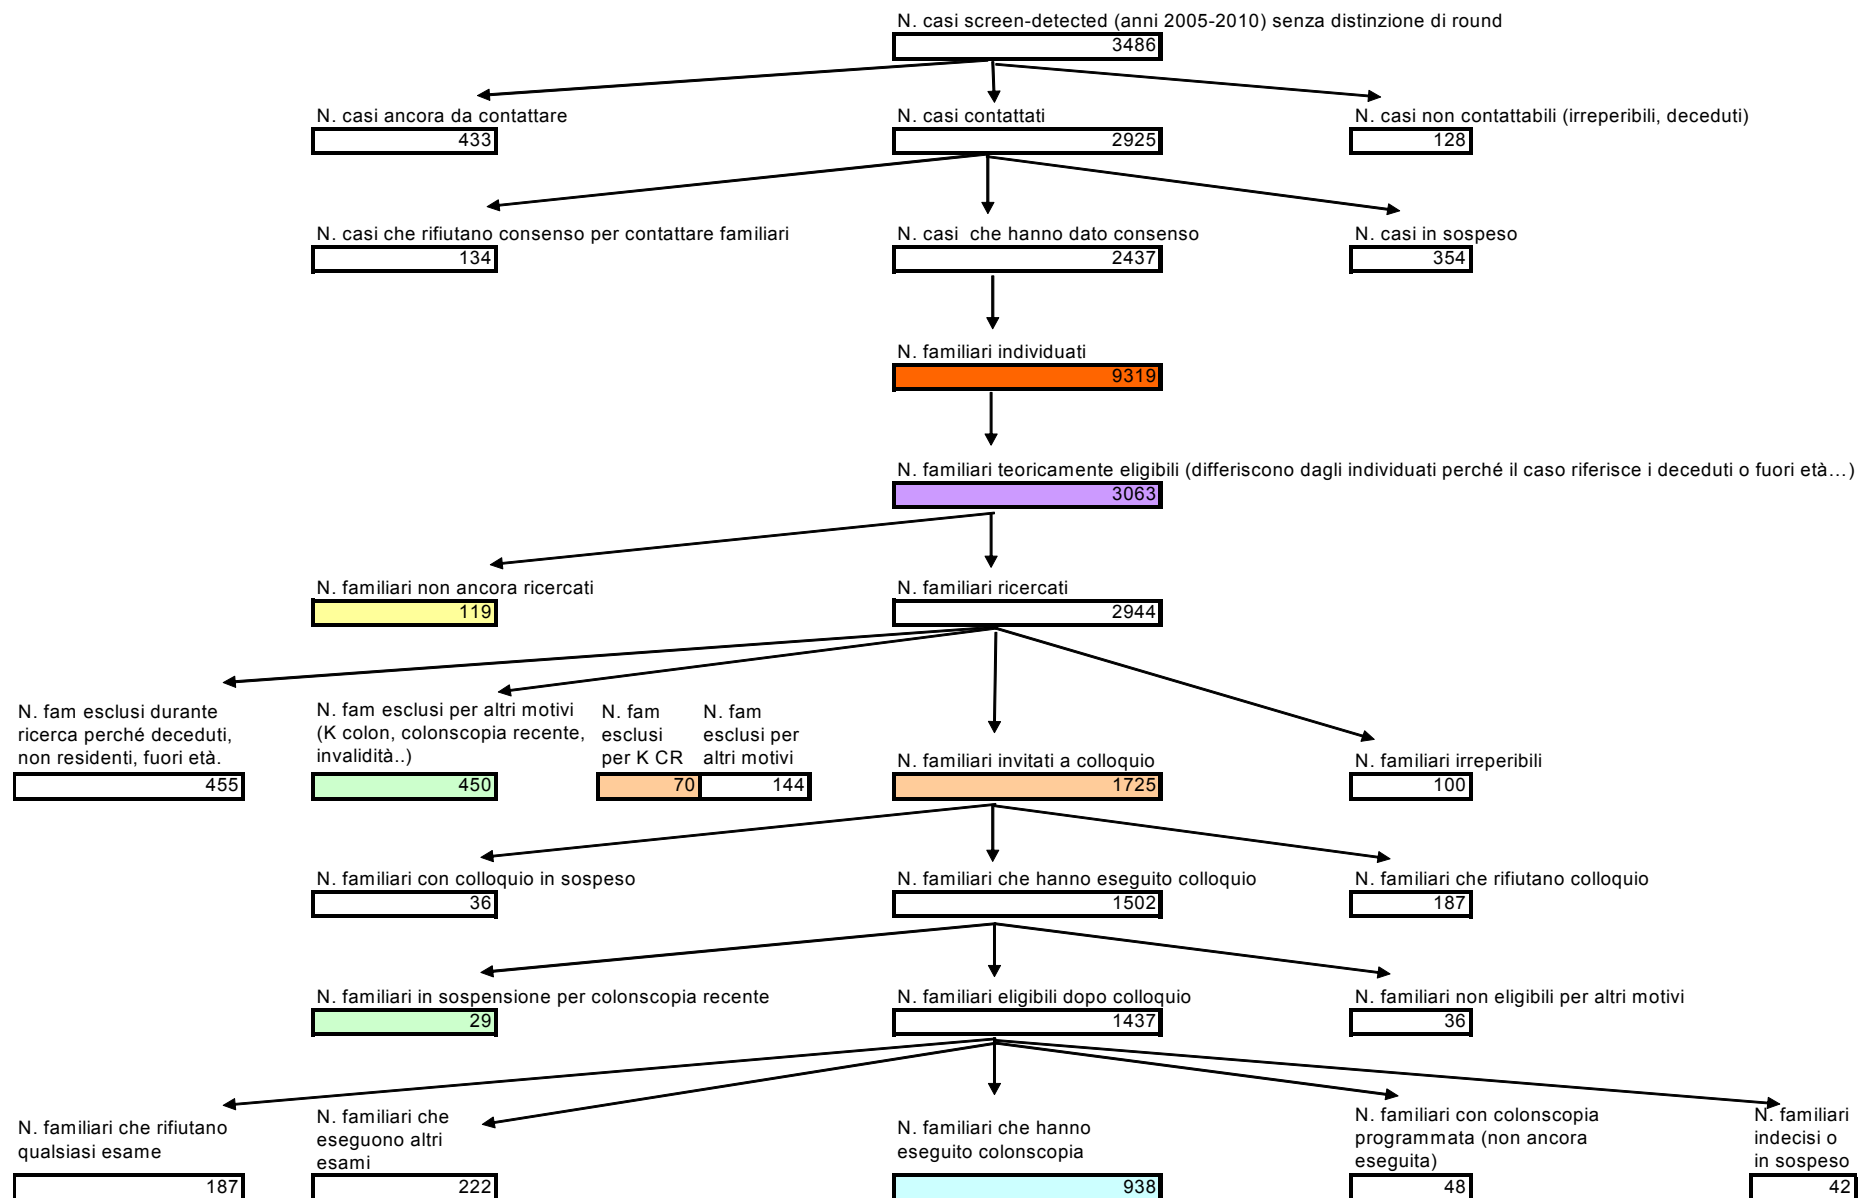 N. casi screen-detected (anni 2005-2010) senza distinzione di round
3486
N. casi ancora da contattare
433
N. casi contattati
2925
N. casi non contattabili (irreperibili, deceduti)
128
N. casi che rifiutano consenso per contattare familiari
134
N. casi  che hanno dato consenso
2437
N. casi in sospeso
354
N. familiari individuati
9319
N. familiari teoricamente eligibili (differiscono dagli individuati perché il caso riferisce i deceduti o fuori età…)
3063
N. familiari non ancora ricercati
119
N. familiari ricercati
2944
N. fam esclusi durante
ricerca perché deceduti,
non residenti, fuori età.
455
N. fam esclusi per altri motivi
(K colon, colonscopia recente,
invalidità..)
450
N. fam
esclusi
per K CR
70
N. fam
esclusi per
altri motivi
144
N. familiari invitati a colloquio
1725
N. familiari irreperibili
100
N. familiari con colloquio in sospeso
36
N. familiari che hanno eseguito colloquio
1502
N. familiari che rifiutano colloquio
187
N. familiari in sospensione per colonscopia recente
29
N. familiari eligibili dopo colloquio
1437
N. familiari non eligibili per altri motivi
36
N. familiari che rifiutano
qualsiasi esame
187
N. familiari che
eseguono altri
esami
222
N. familiari che hanno
eseguito colonscopia
938
N. familiari con colonscopia
programmata (non ancora
eseguita)
48
N. familiari
indecisi o
in sospeso
42